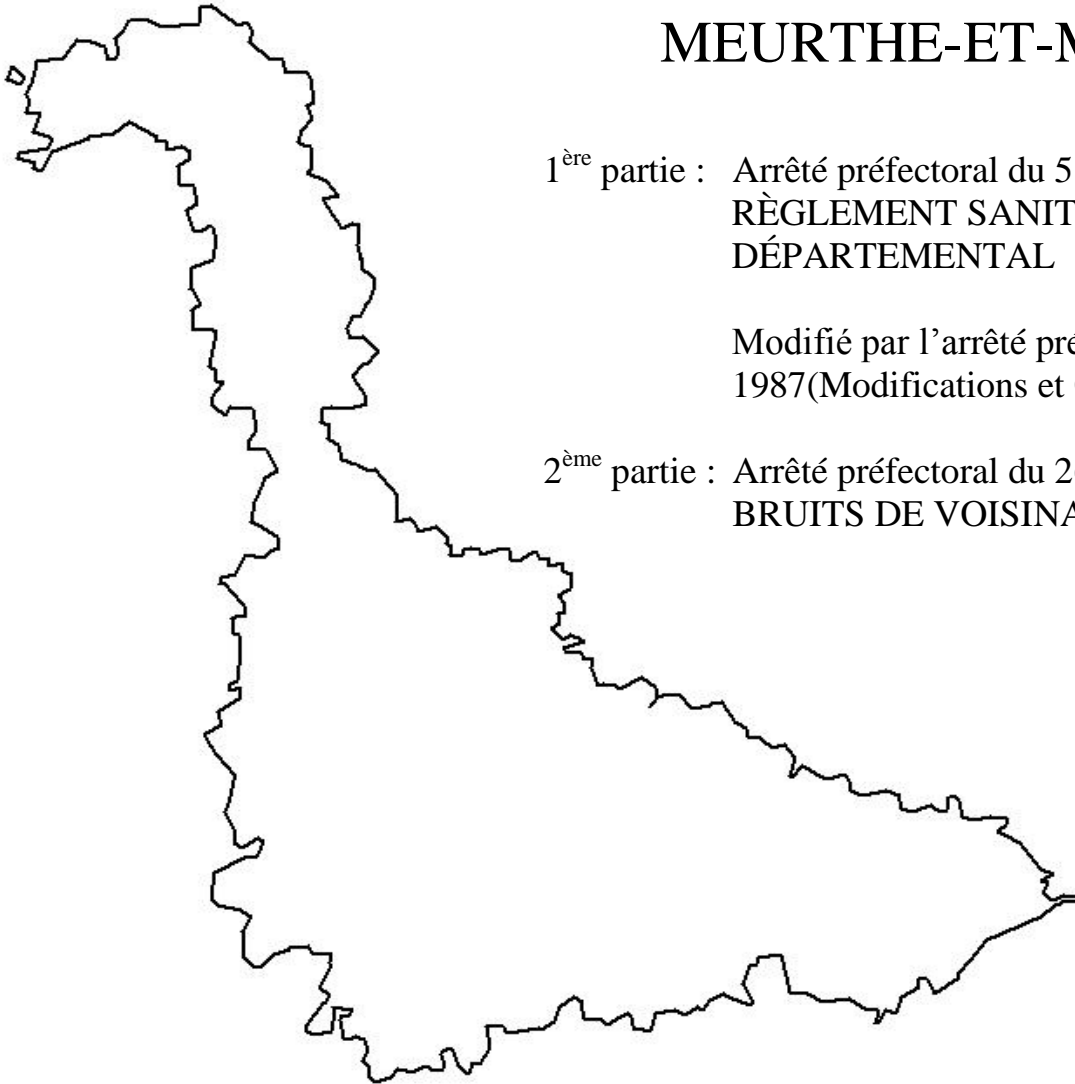 MEURTHE-ET-M
1ère partie : Arrêté préfectoral du 5
RÈGLEMENT SANIT
DÉPARTEMENTAL
Modifié par l’arrêté pré
1987(Modifications et
2ème partie : Arrêté préfectoral du 2
BRUITS DE VOISINA